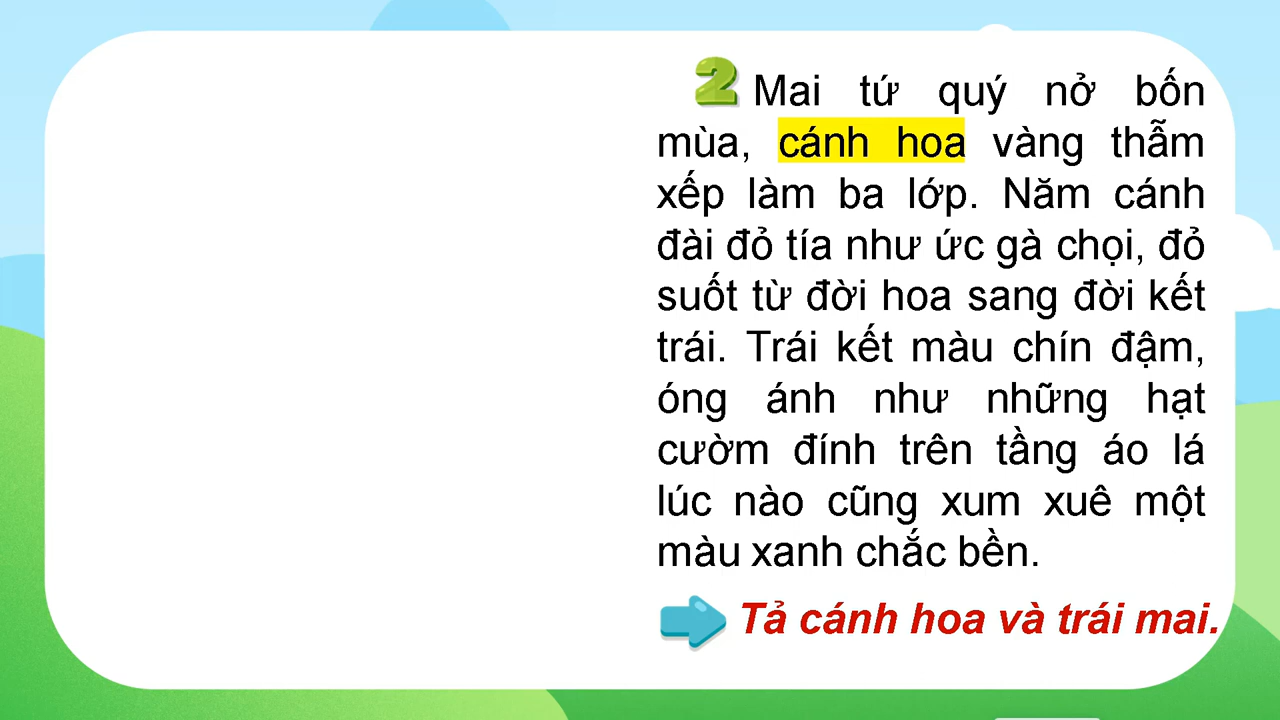 2 Mai tứ quý nở bốn
mùa, cánh hoa vàng thẫm
xếp làm ba lớp. Năm cánh
đài đỏ tía như ức gà chọi, đỏ
suốt từ đời hoa sang đời kết
trái. Trái kết màu chín đậm,
óng ánh như những hạt
cườm đính trên tầng áo lá
lúc nào cũng xum xuê một
màu xanh chắc bền.
Tả cánh hoa và trái mai.